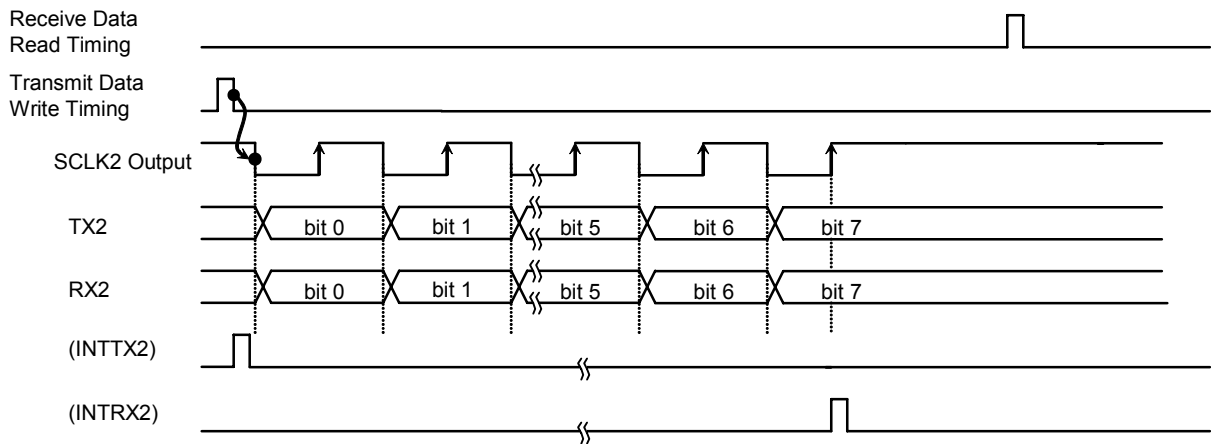 Receive Data
Read Timing
Transmit Data
Write Timing
SCLK2 Output
TX2
bit 0 bit 1 bit 5 bit 6 bit 7
RX2
bit 0 bit 1 bit 5 bit 6 bit 7
(INTTX2)
(INTRX2)